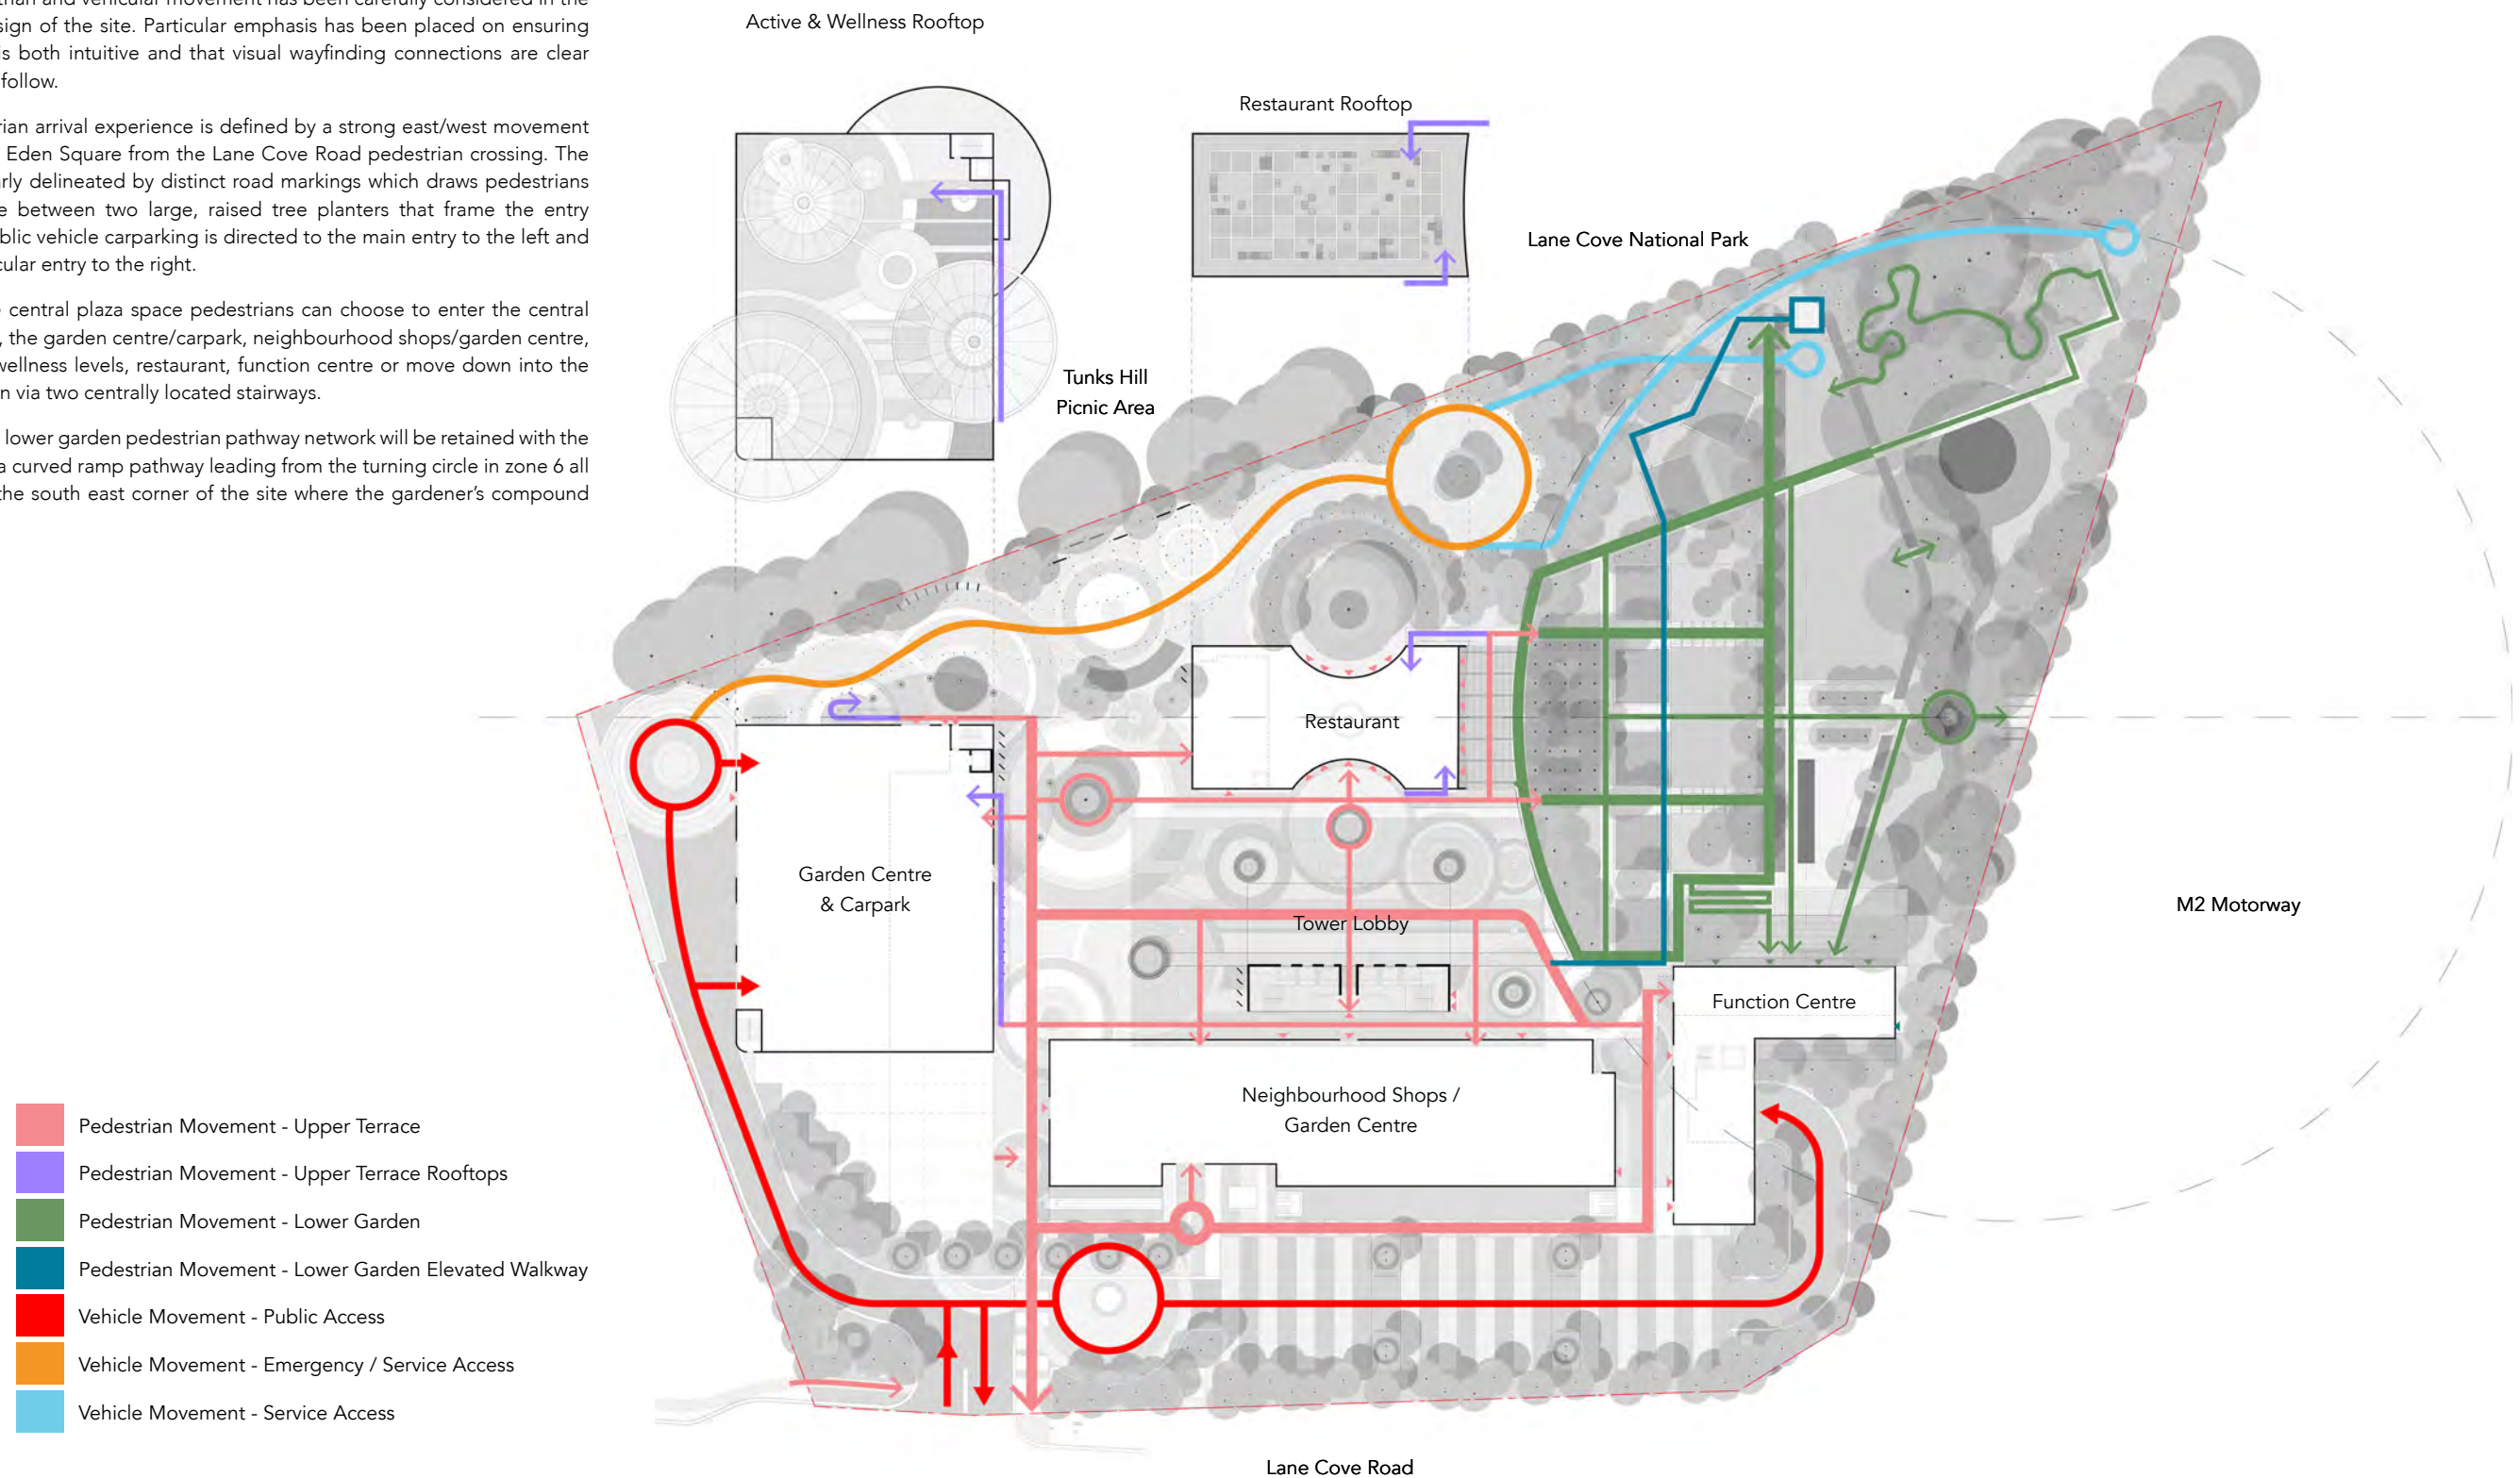 and vehicular movement has been carefully considered in the
of the site. Particular emphasis has been placed on ensuring
is both intuitive and that visual wayfinding connections are clear
follow.
arrival experience is defined by a strong east/west movement
Eden Square from the Lane Cove Road pedestrian crossing. The
delineated by distinct road markings which draws pedestrians
between two large, raised tree planters that frame the entry
vehicle carparking is directed to the main entry to the left and
entry to the right.
central plaza space pedestrians can choose to enter the central
, the garden centre/carpark, neighbourhood shops/garden centre,
wellness levels, restaurant, function centre or move down into the
via two centrally located stairways.
lower garden pedestrian pathway network will be retained with the
a curved ramp pathway leading from the turning circle in zone 6 all
the south east corner of the site where the gardener's compound
Active & Wellness Rooftop
Restaurant Rooftop
Lane Cove National Park
Tunks Hill
Picnic Area
Restaurant
Garden Centre
& Carpark
Tower Lobby
M2 Motorway
Function Centre
Neighbourhood Shops /
Garden Centre
Lane Cove Road
Pedestrian Movement - Upper Terrace
Pedestrian Movement - Upper Terrace Rooftops
Pedestrian Movement - Lower Garden
Pedestrian Movement - Lower Garden Elevated Walkway
Vehicle Movement - Public Access
Vehicle Movement - Emergency / Service Access
Vehicle Movement - Service Access